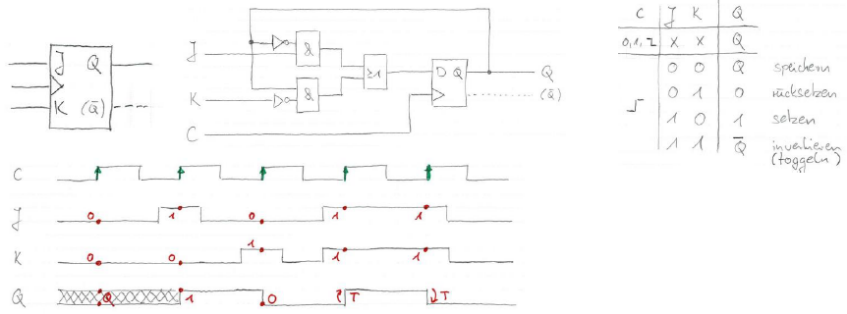 J Q
K (Q̄)
J
K
C
&
&
≥1
D Q
Q
(Q̄)
C J K Q
0,1,Z X X Q
0 0 Q speichern
0 1 0 rücksetzen
1 0 1 setzen
1 1 Q̄ invertieren
(toggeln)
C
J 0 1 0 1 1
K 0 0 1 1 1
Q Q 1 0 T T